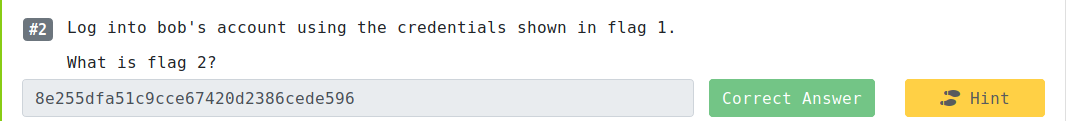 #2 Log into bob's account using the credentials shown in flag 1.
What is flag 2?
8e255dfa51c9cce67420d2386cede596 Correct Answer Hint